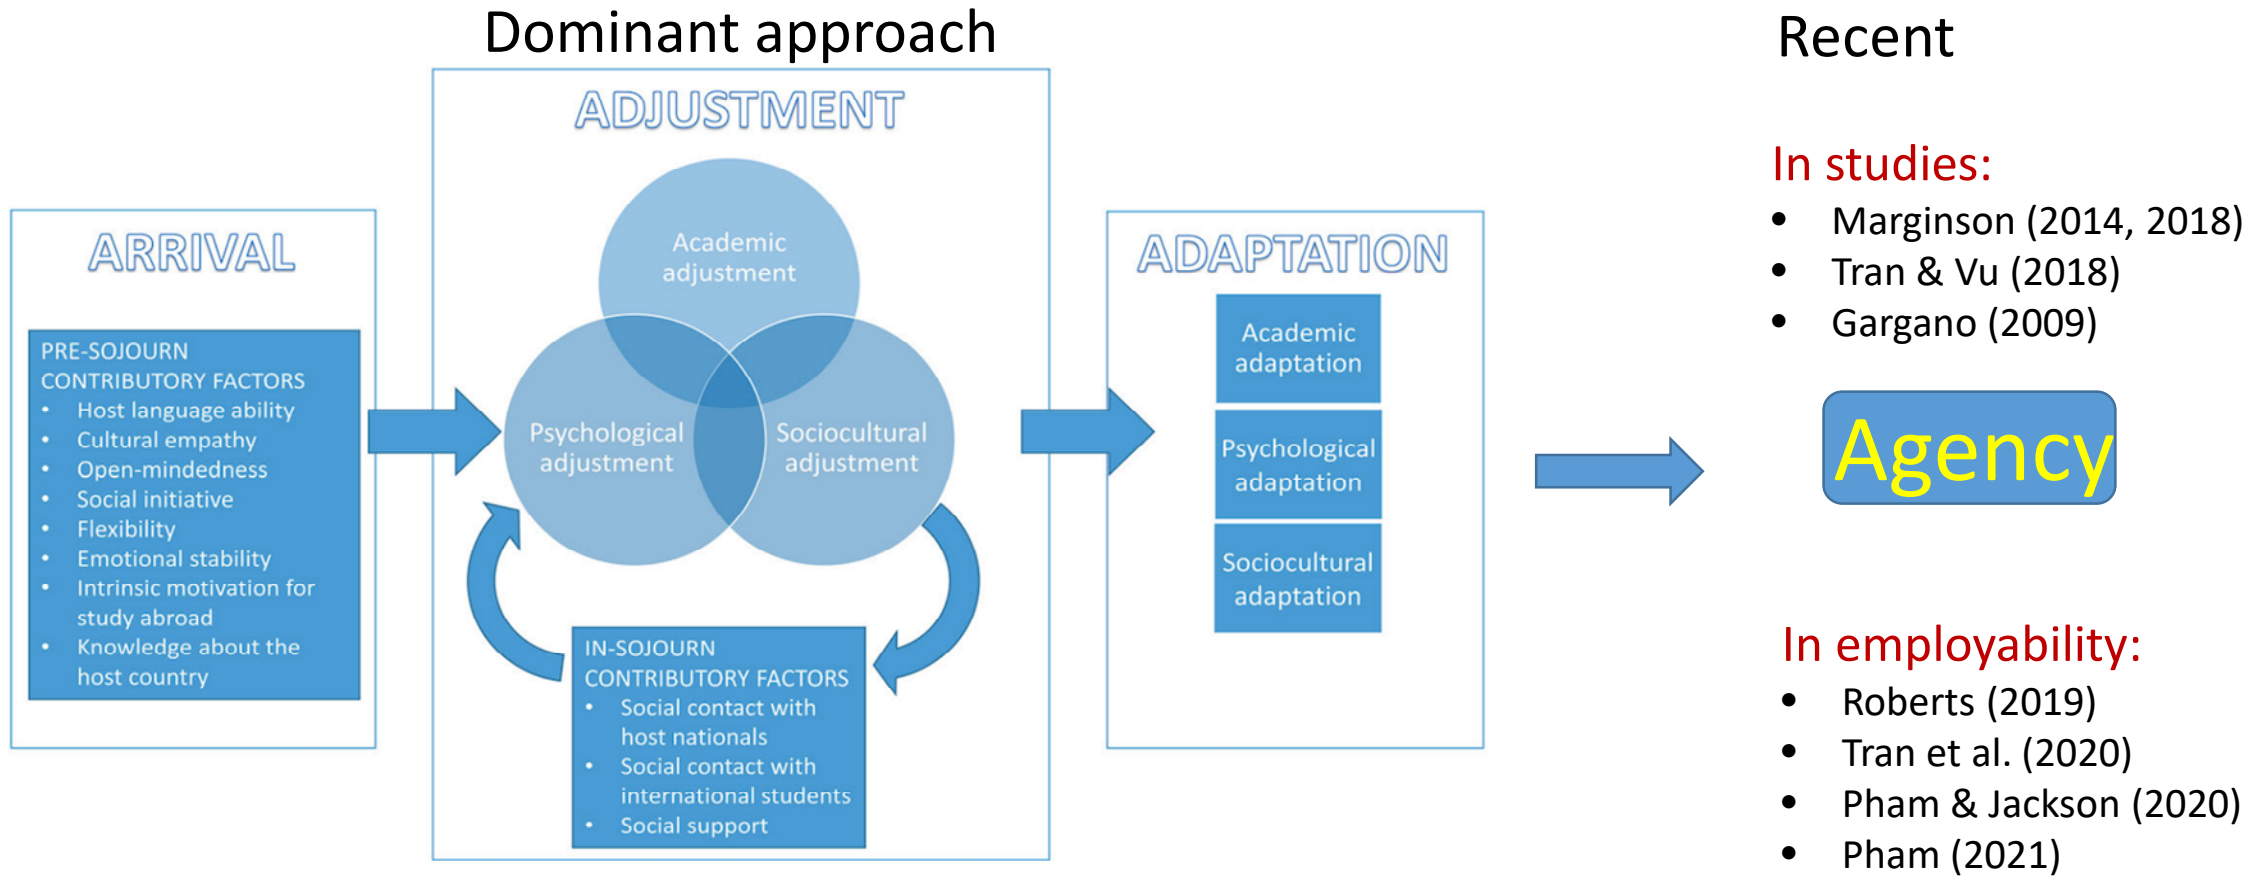 Dominant approach
ARRIVAL
PRE-SOJOURN
CONTRIBUTORY FACTORS
• Host language ability
• Cultural empathy
• Open-mindedness
• Social initiative
• Flexibility
• Emotional stability
• Intrinsic motivation for
study abroad
• Knowledge about the
host country
ADJUSTMENT
Academic
adjustment
Psychological
adjustment
Sociocultural
adjustment
IN-SOJOURN
CONTRIBUTORY FACTORS
• Social contact with
host nationals
• Social contact with
international students
• Social support
ADAPTATION
Academic
adaptation
Psychological
adaptation
Sociocultural
adaptation
Recent
In studies:
• Marginson (2014, 2018)
• Tran & Vu (2018)
• Gargano (2009)
Agency
In employability:
• Roberts (2019)
• Tran et al. (2020)
• Pham & Jackson (2020)
• Pham (2021)